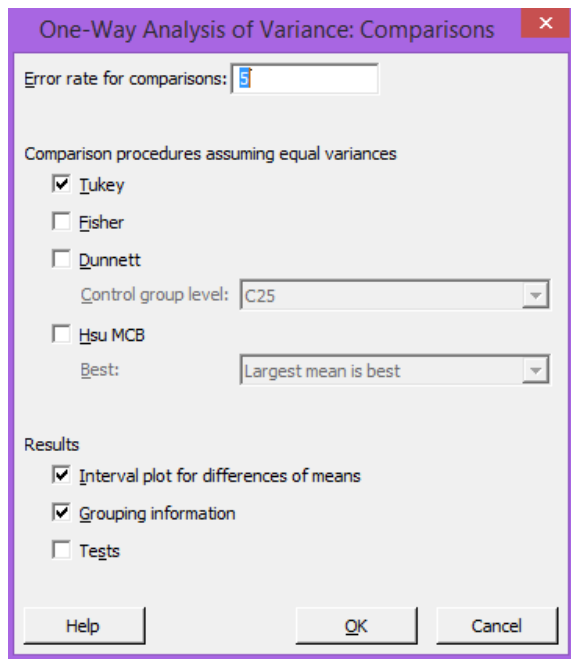 One-Way Analysis of Variance: Comparisons
Error rate for comparisons: 5
Comparison procedures assuming equal variances
Tukey
Fisher
Dunnett
Control group level: C25
Hsu MCB
Best: Largest mean is best
Results
Interval plot for differences of means
Grouping information
Tests
Help OK Cancel